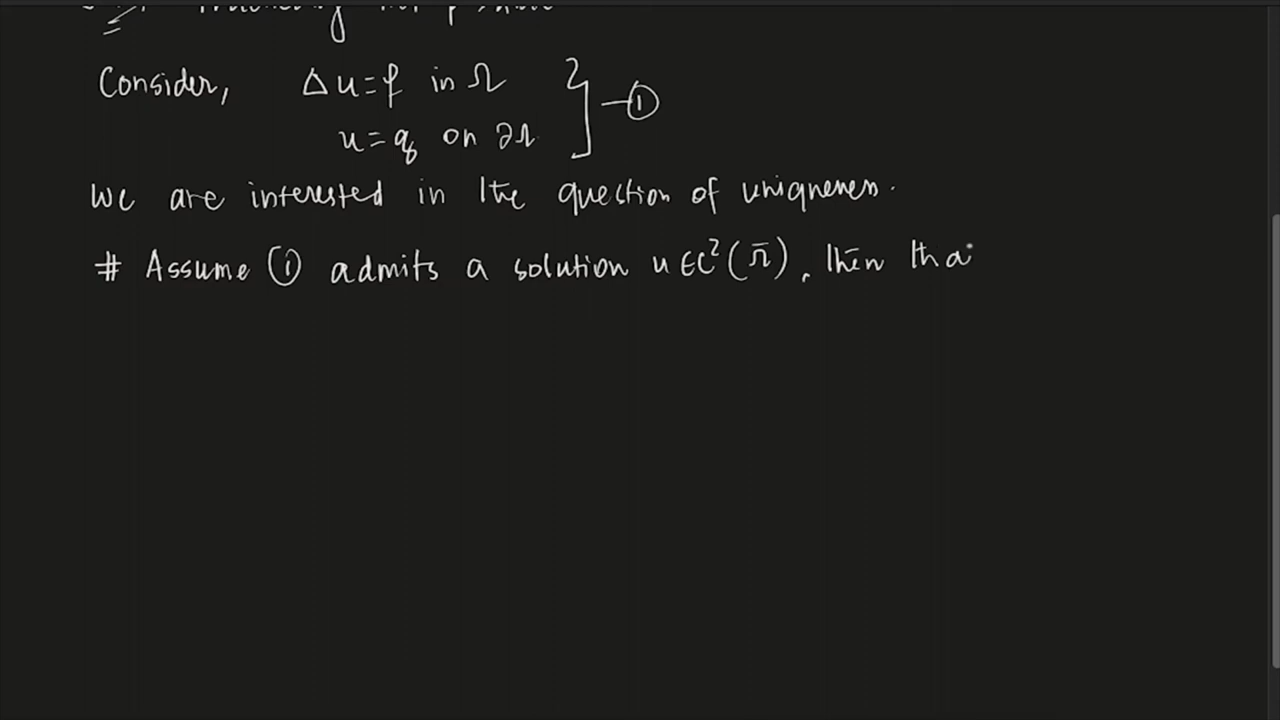 Consider, Δu=f in Ω
u=g on ∂Ω } —①
We are interested in the question of uniqueness.
# Assume ① admits a solution u∈C²(Ω̄), then tha